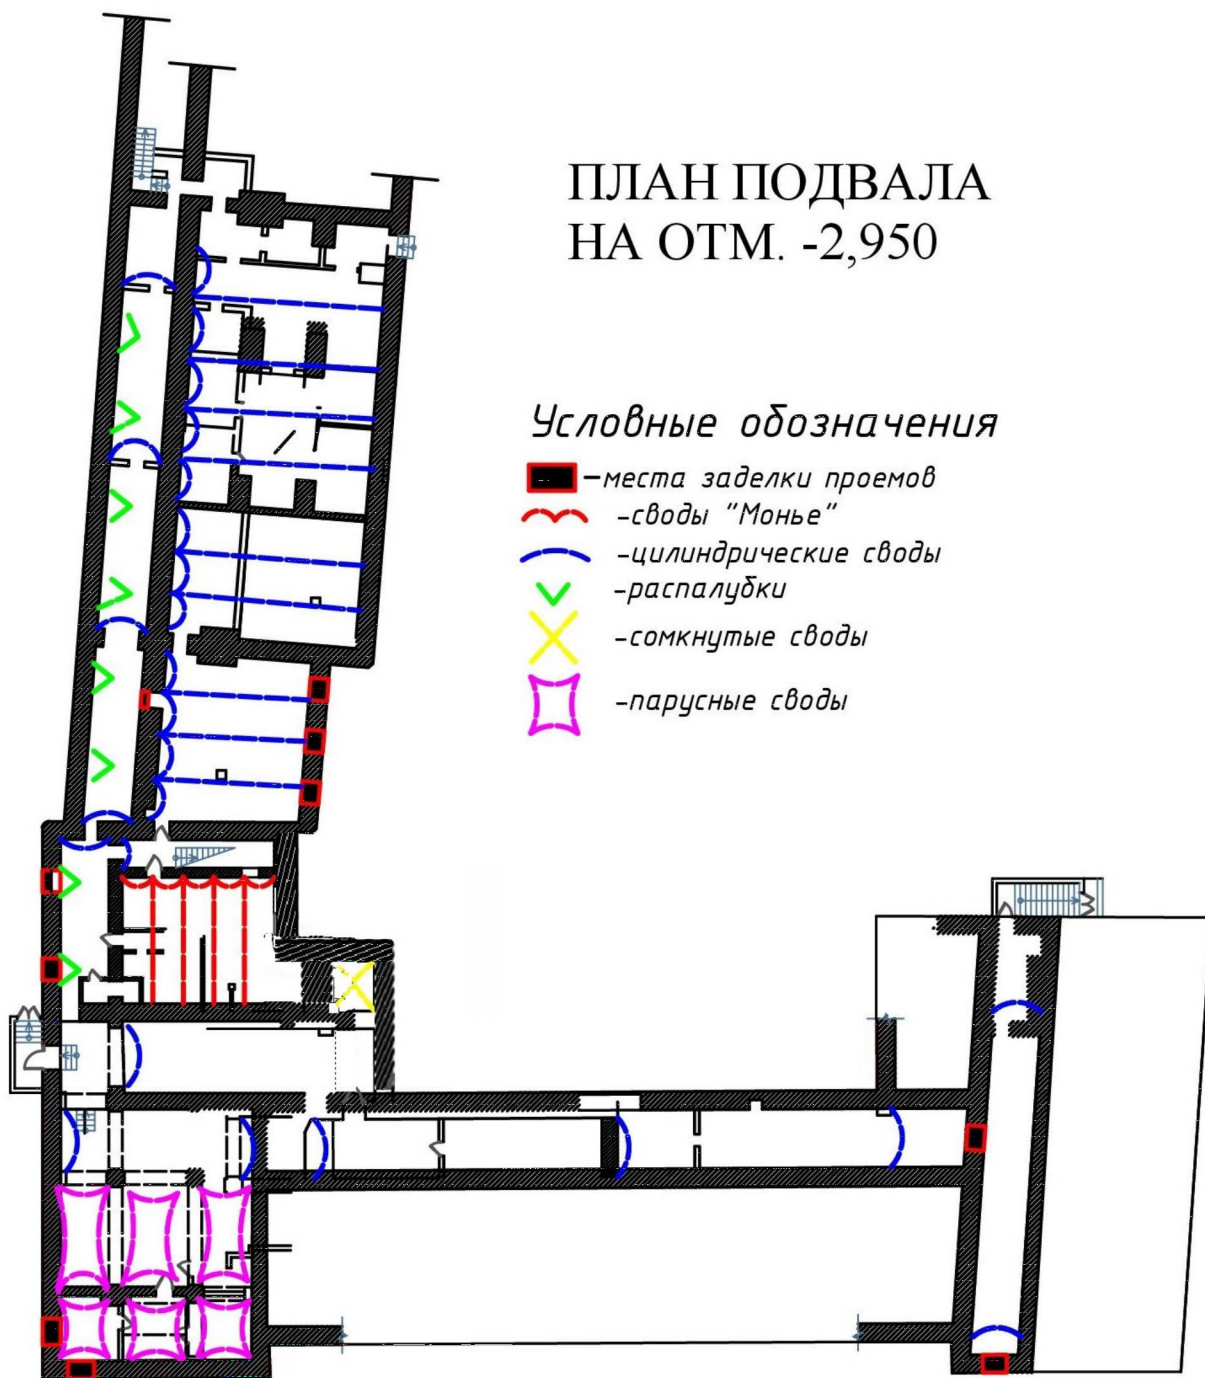 ПЛАН ПОДВАЛА
НА ОТМ. -2,950
Условные обозначения
-места заделки проемов
-своды "Монье"
-цилиндрические своды
-распалубки
-сомкнутые своды
-парусные своды